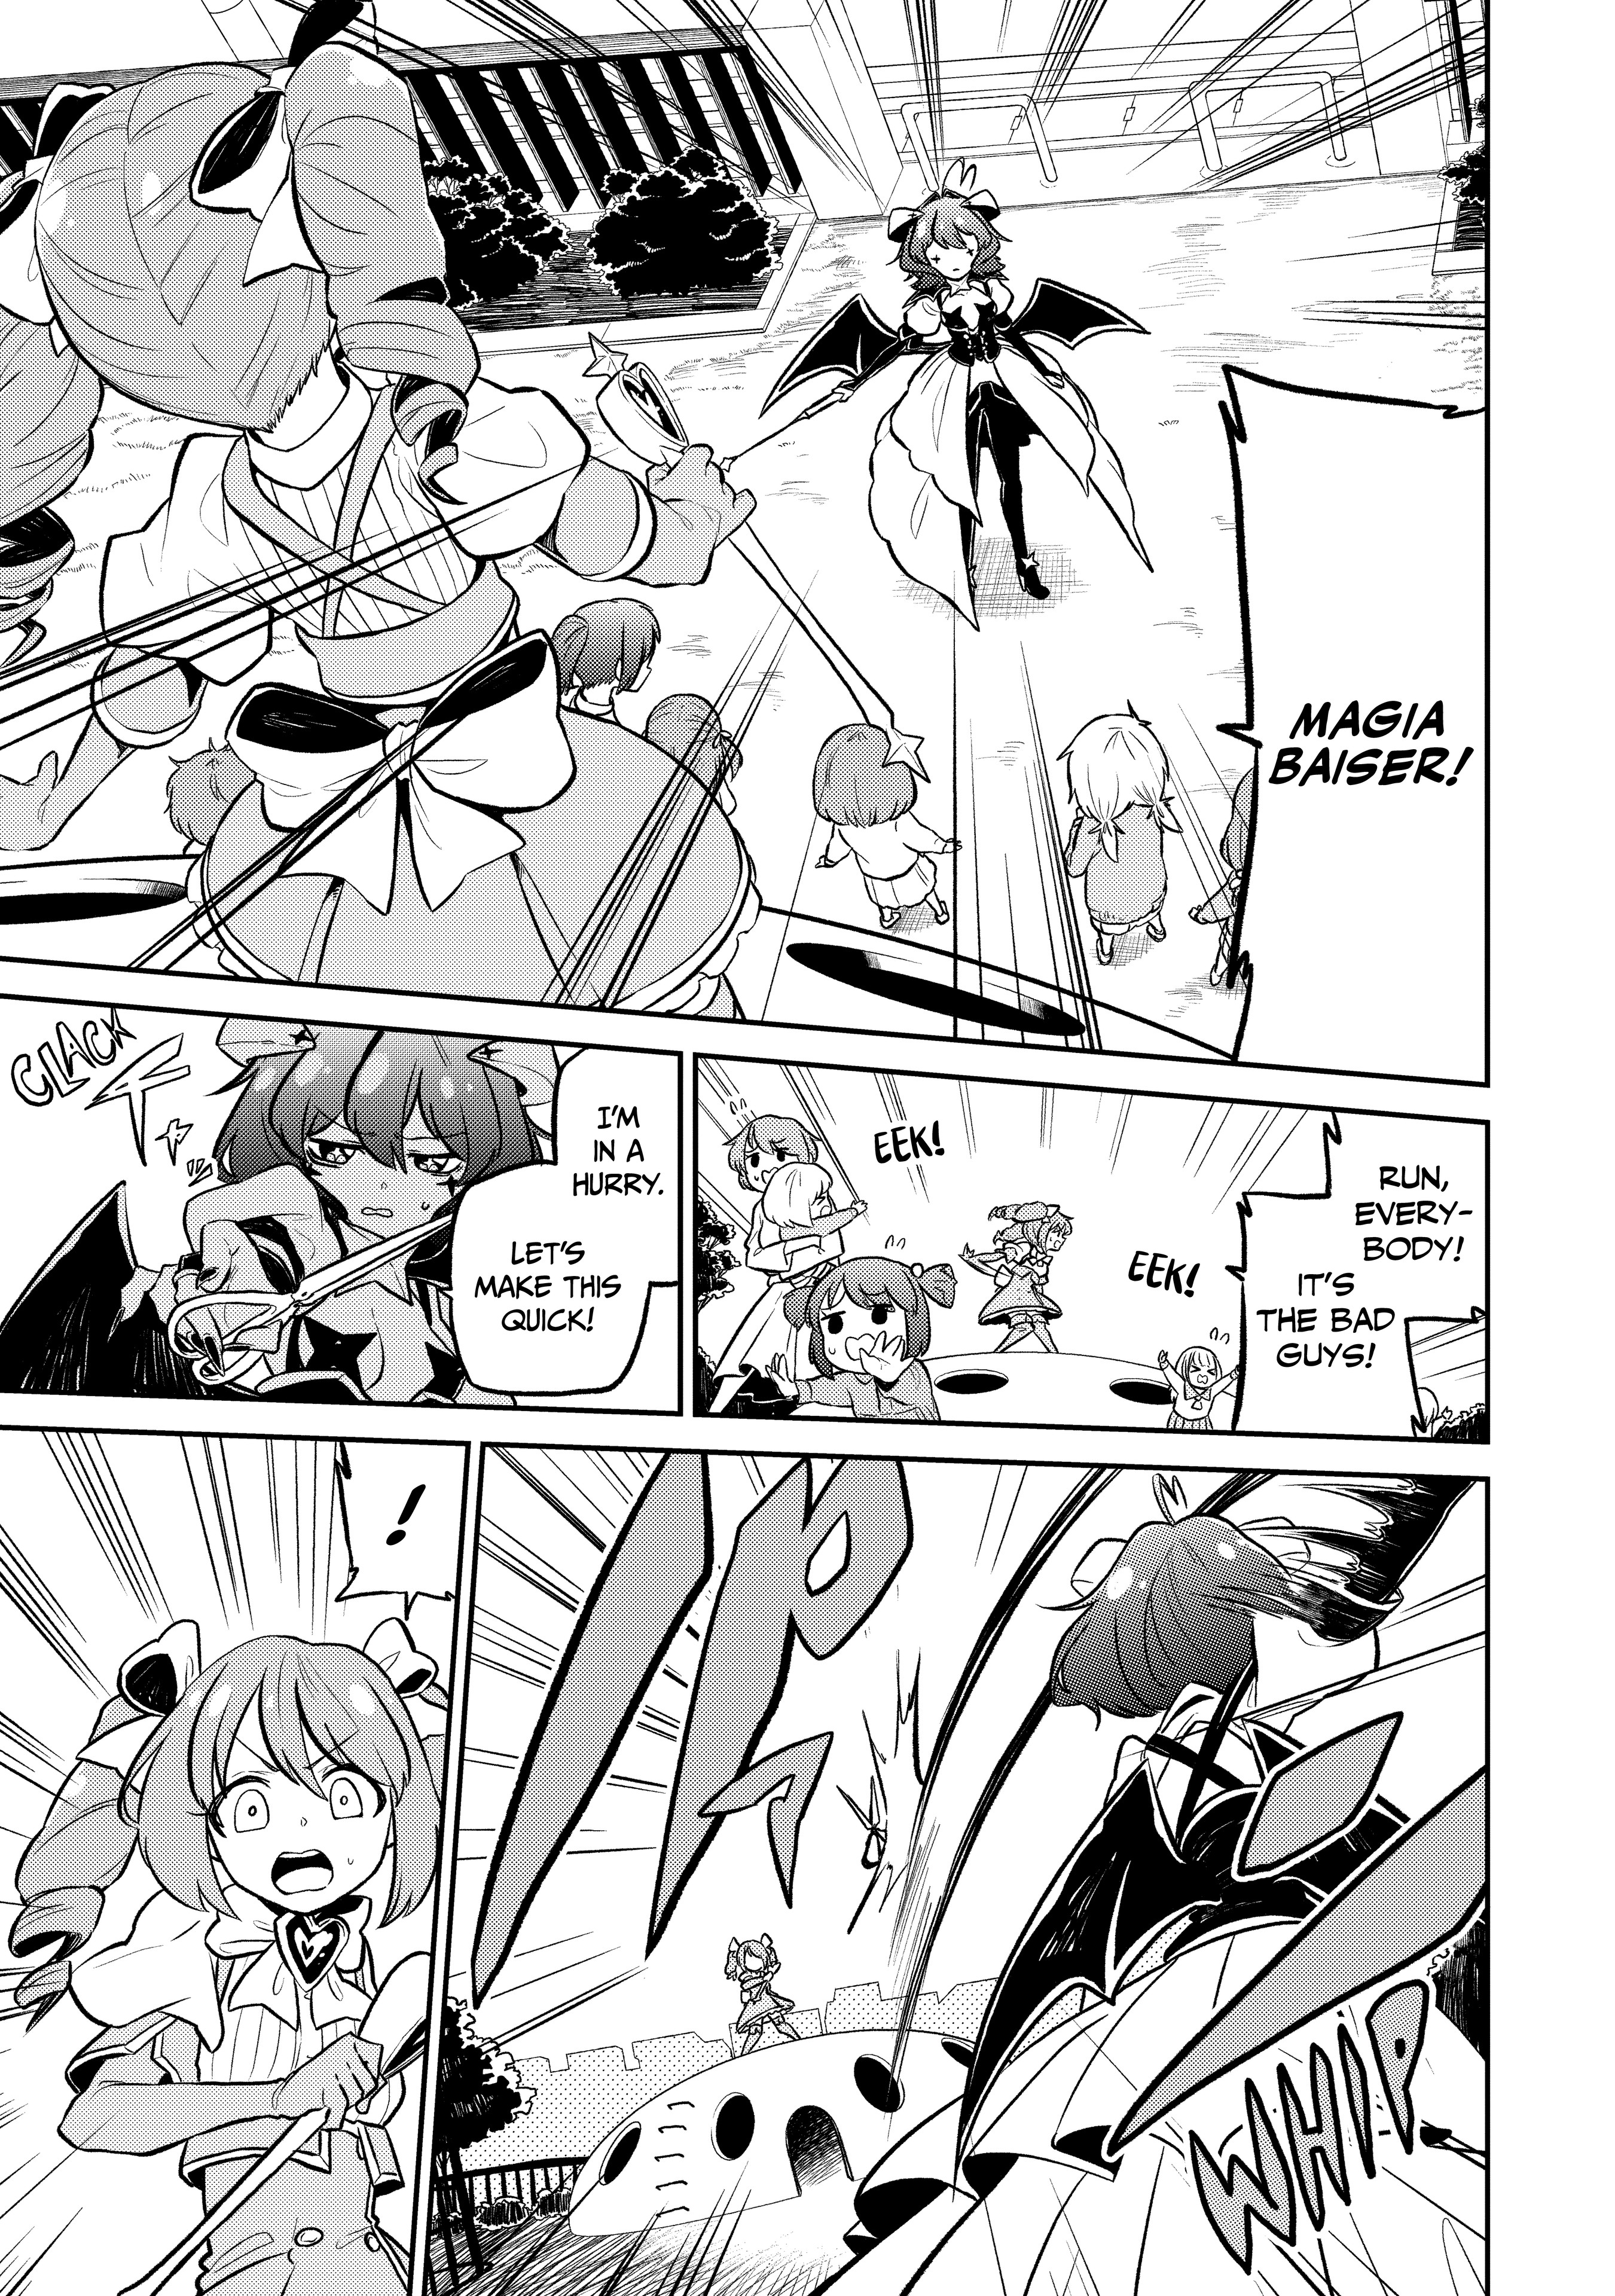 MAGIA
BAISER!
RUN,
EVERY-
BODY!
IT'S
THE BAD
GUYS!
EEK!
EEK!
I'M
IN A
HURRY.
LET'S
MAKE THIS
QUICK!
CLACK
WHIP
!